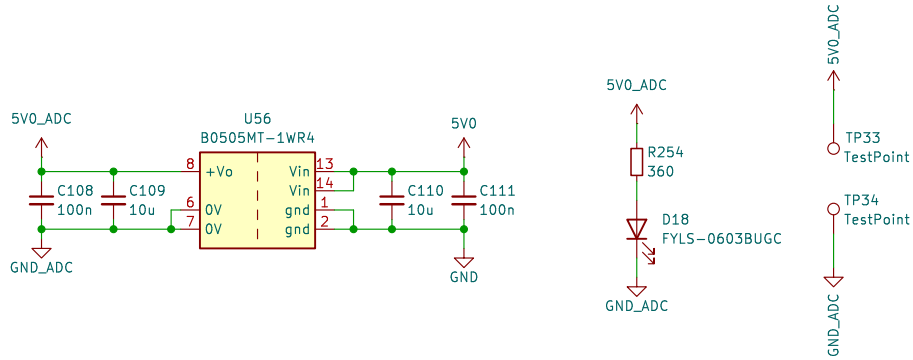 5V0_ADC
U56
B0505MT-1WR4
5V0
8
+Vo
Vin
13
Vin
14
C108
100n
C109
10u
6
0V
gnd
1
7
0V
gnd
2
C110
10u
C111
100n
GND_ADC
GND
5V0_ADC
R254
360
D18
FYLS-0603BUGC
GND_ADC
5V0_ADC
TP33
TestPoint
TP34
TestPoint
GND_ADC